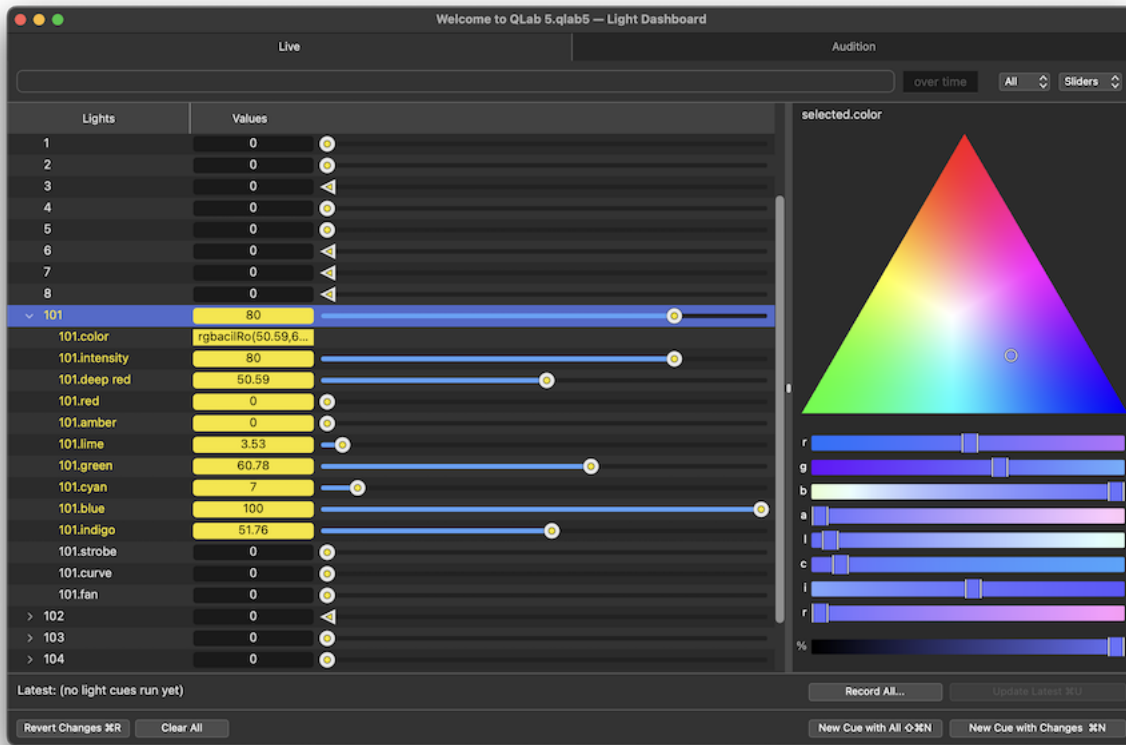 Welcome to QLab 5.qlab5 — Light Dashboard
Live Audition
over time All Sliders
Lights Values
selected.color
1 0
2 0
3 0
4 0
5 0
6 0
7 0
8 0
101 80
101.color rgbacilRo(50.59,6...
101.intensity 80
101.deep red 50.59
101.red 0
101.amber 0
101.lime 3.53
101.green 60.78
101.cyan 7
101.blue 100
101.indigo 51.76
101.strobe 0
101.curve 0
101.fan 0
102 0
103 0
104 0
r
g
b
a
l
c
i
r
%
Latest: (no light cues run yet)
Record All... Update Latest ⌘U
Revert Changes ⌘R Clear All New Cue with All ⇧⌘N New Cue with Changes ⌘N